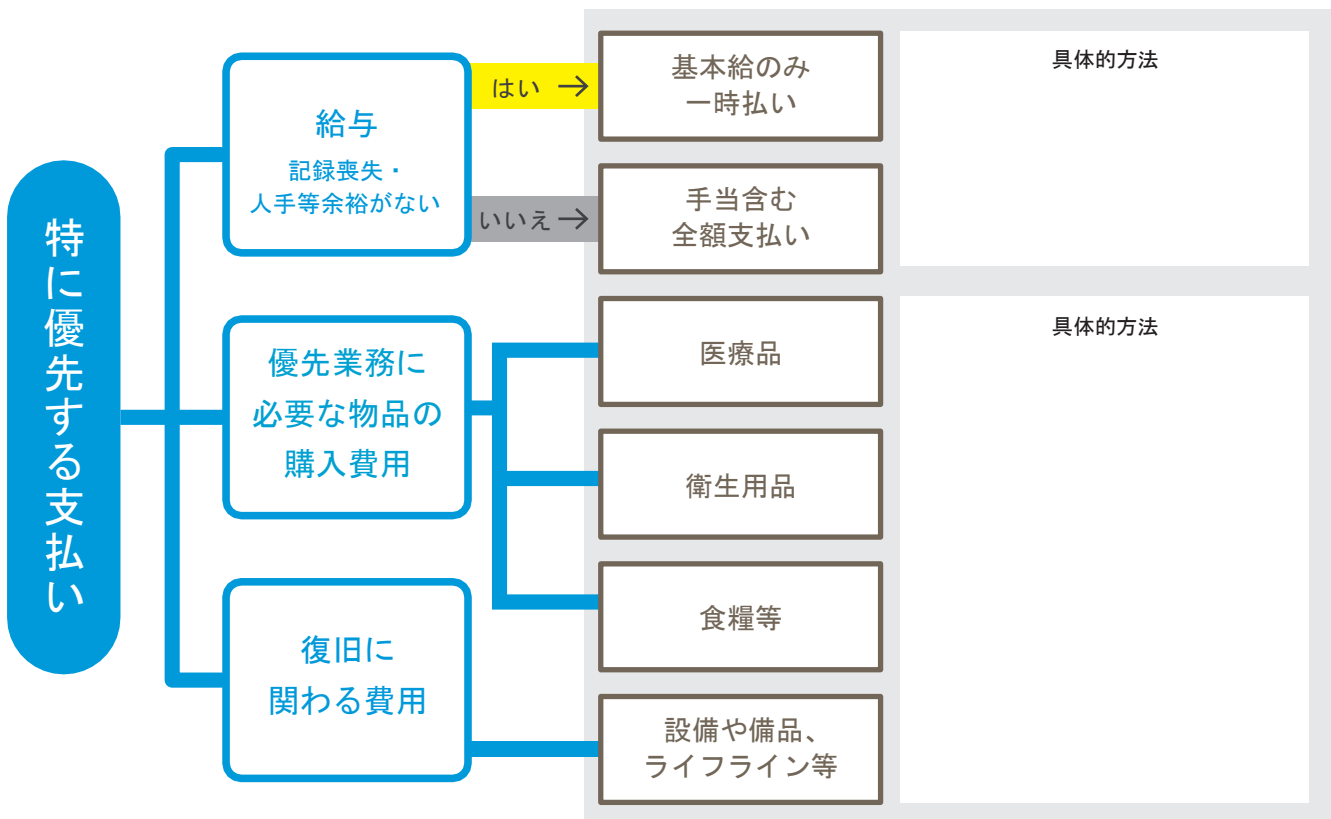 特に優先する支払い
給与
記録喪失・
人手等余裕がない
はい →
基本給のみ
一時払い
いいえ →
手当含む
全額支払い
具体的方法
優先業務に
必要な物品の
購入費用
医療品
衛生用品
食糧等
具体的方法
復旧に
関わる費用
設備や備品、
ライフライン等